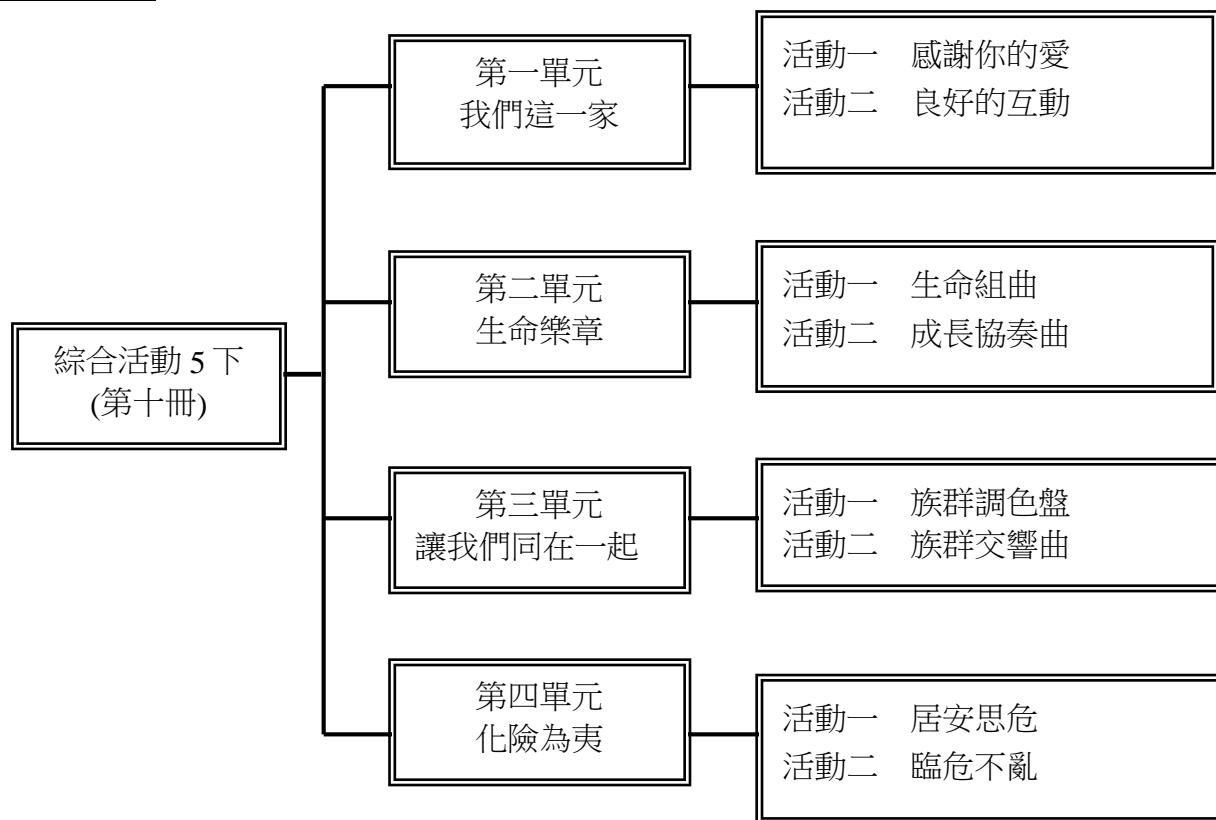 綜合活動 5 下
(第十冊)
第一單元
我們這一家
活動一 感謝你的愛
活動二 良好的互動
第二單元
生命樂章
活動一 生命組曲
活動二 成長協奏曲
第三單元
讓我們同在一起
活動一 族群調色盤
活動二 族群交響曲
第四單元
化險為夷
活動一 居安思危
活動二 臨危不亂